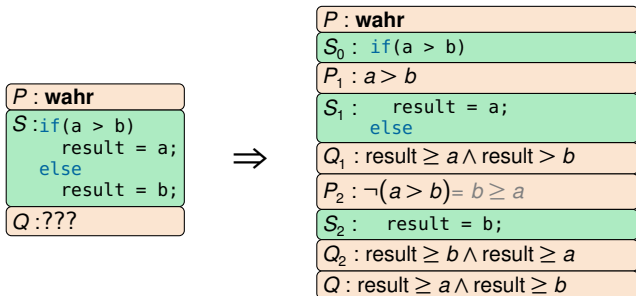 P : wahr
S :if(a > b)
result = a;
else
result = b;
Q :???
⇒
P : wahr
S₀ : if(a > b)
P₁ : a > b
S₁ : result = a;
else
Q₁ : result ≥ a ∧ result > b
P₂ : ¬(a > b)= b ≥ a
S₂ : result = b;
Q₂ : result ≥ b ∧ result ≥ a
Q : result ≥ a ∧ result ≥ b